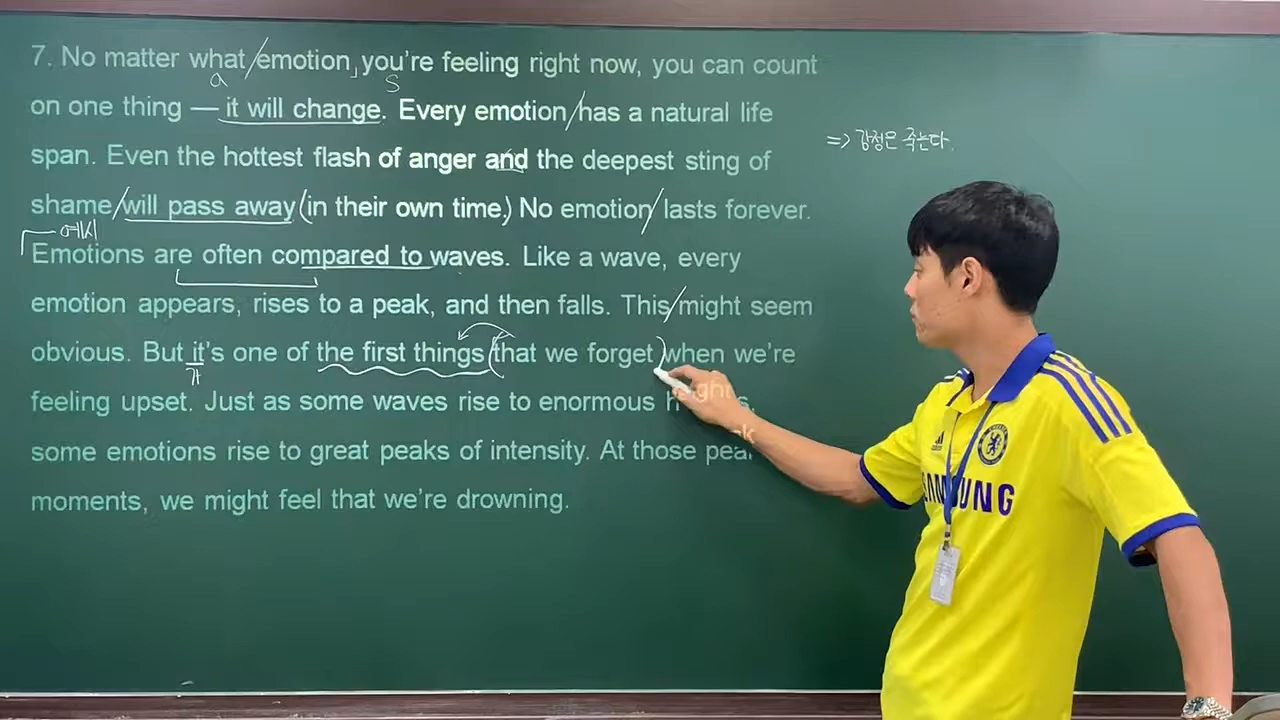 7. No matter what emotion you're feeling right now, you can count
on one thing — it will change. Every emotion has a natural life
span. Even the hottest flash of anger and the deepest sting of
shame will pass away (in their own time.) No emotion lasts forever.
Emotions are often compared to waves. Like a wave, every
emotion appears, rises to a peak, and then falls. This might seem
obvious. But it's one of the first things (that we forget) when we're
feeling upset. Just as some waves rise to enormous
some emotions rise to great peaks of intensity. At those
moments, we might feel that we're drowning.
a
S
예시
=> 감정은 죽는다.
SAMSUNG